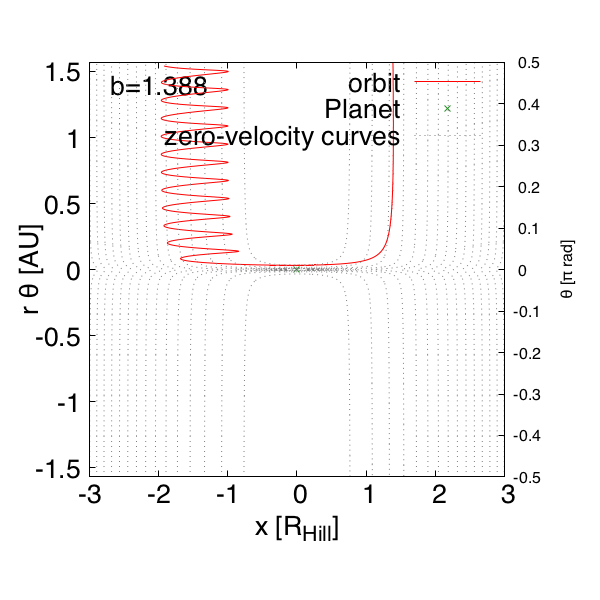 b=1.388
orbit
Planet
zero-velocity curves
1.5
1
0.5
0
-0.5
-1
-1.5
r θ [AU]
0.5
0.4
0.3
0.2
0.1
0
-0.1
-0.2
-0.3
-0.4
-0.5
θ [π rad]
-3 -2 -1 0 1 2 3
x [R_Hill]